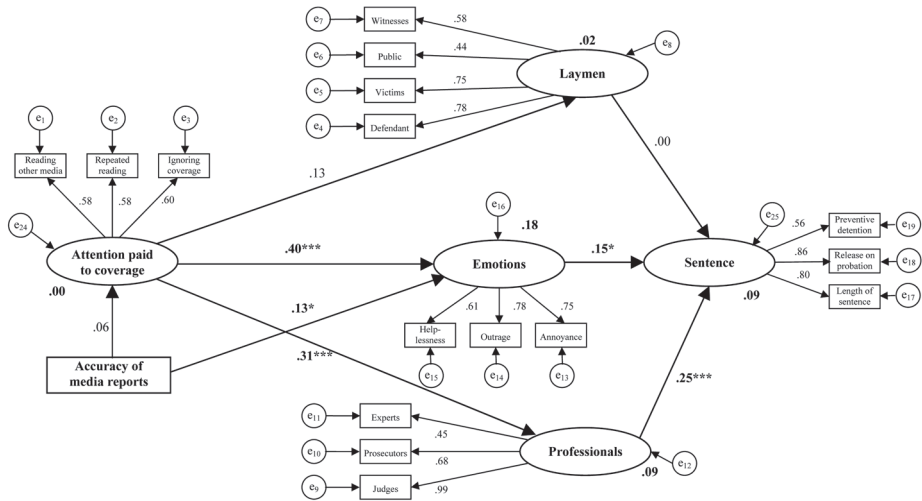 e7
Witnesses
.58
e6
Public
.44
e5
Victims
.75
e4
Defendant
.78
.02
Laymen
e8
e1
e2
e3
Reading
other media
Repeated
reading
Ignoring
coverage
.58
.58
.60
.13
.00
e24
Attention paid
to coverage
.00
.40***
e16
.18
Emotions
.15*
e25
Sentence
.09
.56
Preventive
detention
e19
.86
Release on
probation
e18
.80
Length of
sentence
e17
.06
.13*
.61
.78
.75
Help-
lessness
Outrage
Annoyance
e15
e14
e13
Accuracy of
media reports
.31***
.25***
e11
Experts
.45
e10
Prosecutors
.68
e9
Judges
.99
Professionals
.09
e12